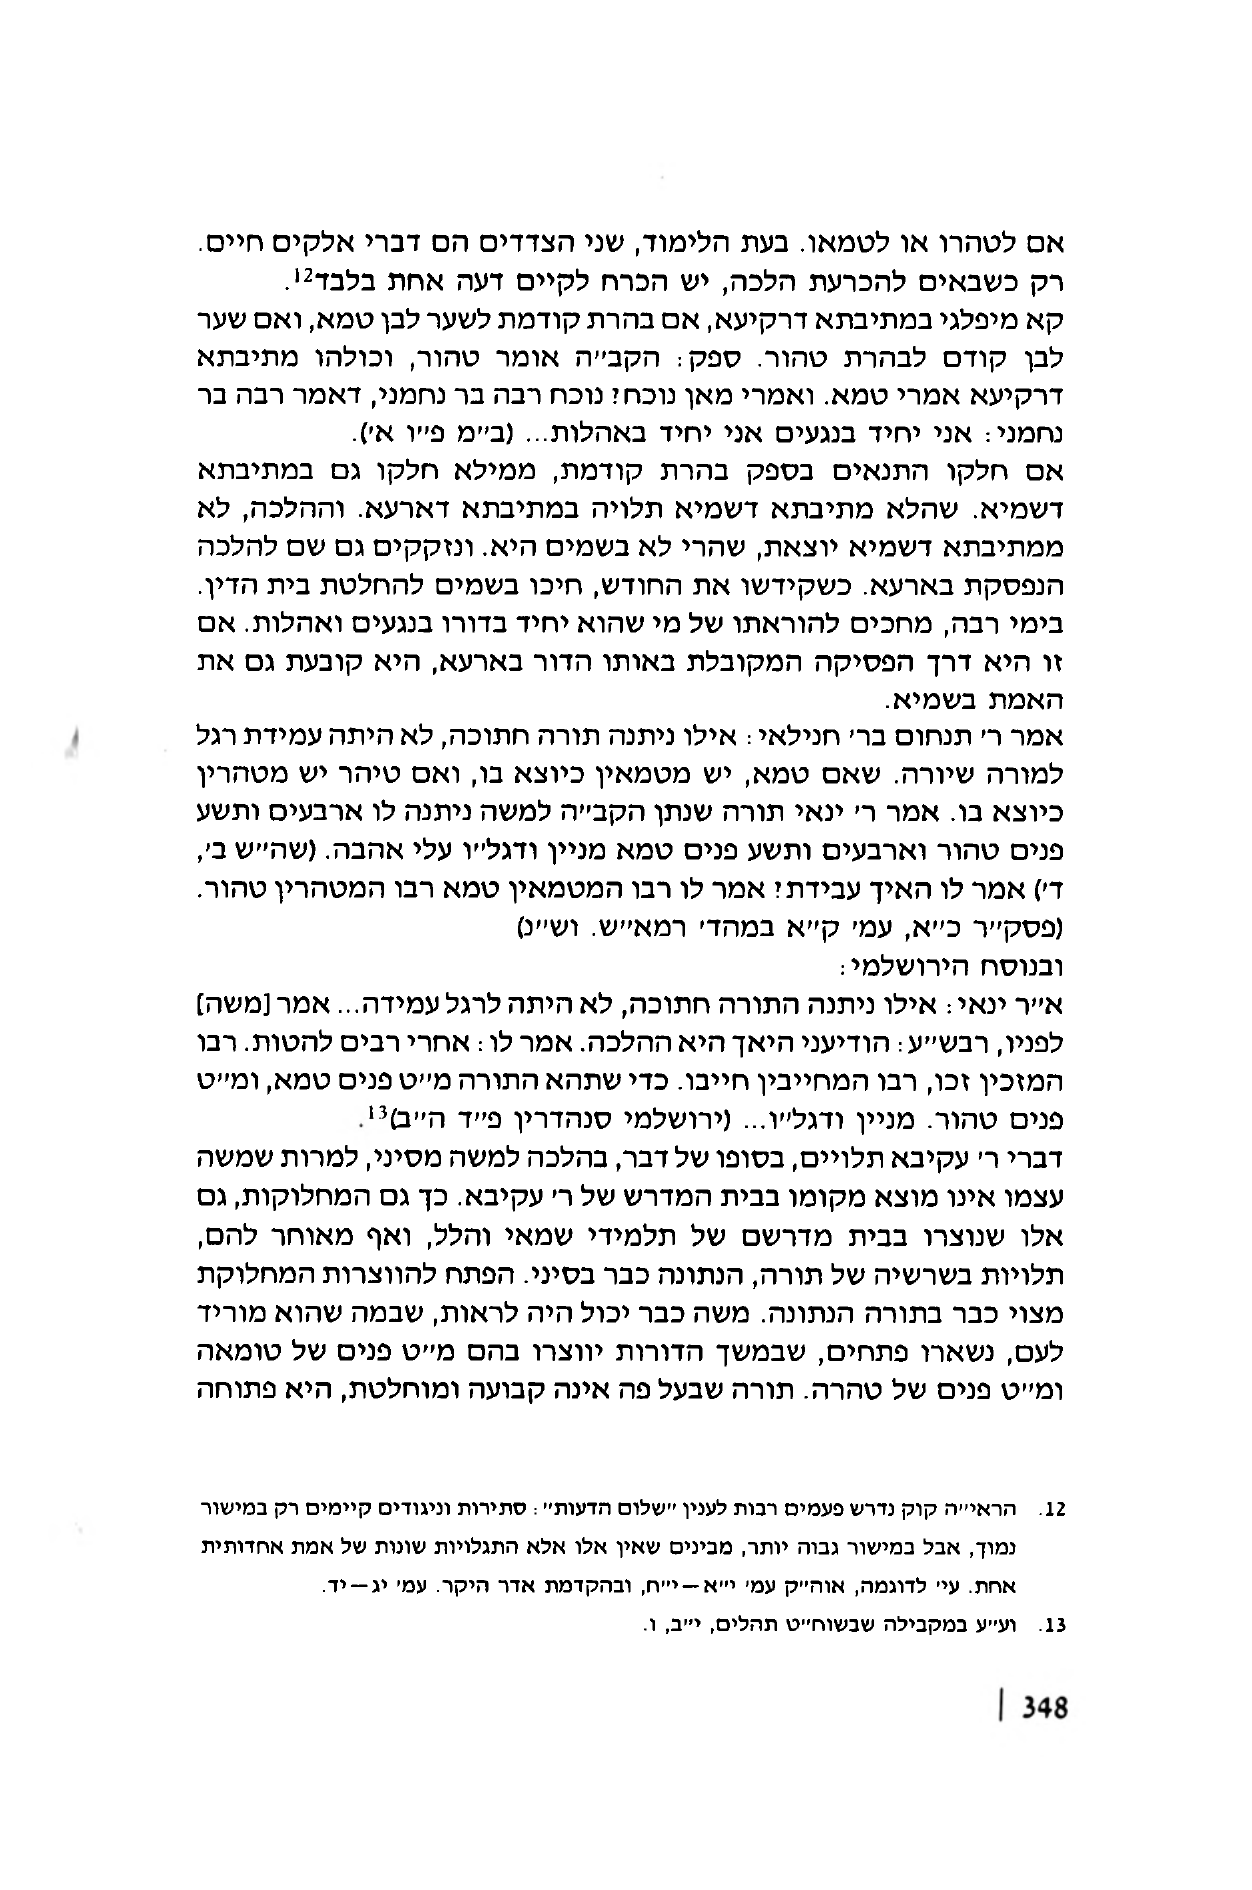 אם לטהרו או לטמאו. בעת הלימוד, שני הצדדים הם דברי אלקים חיים.
רק כשבאים להכרעת הלכה, יש הכרח לקיים דעה אחת בלבד12.
קא מיפלגי במתיבתא דרקיעא, אם בהרת קודמת לשער לבן טמא, ואם שער
לבן קודם לבהרת טהור. ספק: הקב״ה אומר טהור, וכולהו מתיבתא
דרקיעא אמרי טמא. ואמרי מאן נוכח? נוכח רבה בר נחמני, דאמר רבה בר
נחמני: אני יחיד בנגעים אני יחיד באהלות... (ב״מ פ״ו א׳).
אם חלקו התנאים בספק בהרת קודמת, ממילא חלקו גם במתיבתא
דשמיא. שהלא מתיבתא דשמיא תלויה במתיבתא דארעא. וההלכה, לא
ממתיבתא דשמיא יוצאת, שהרי לא בשמים היא. ונזקקים גם שם להלכה
הנפסקת בארעא. כשקידשו את החודש, חיכו בשמים להחלטת בית הדין.
בימי רבה, מחכים להוראתו של מי שהוא יחיד בדורו בנגעים ואהלות. אם
זו היא דרך הפסיקה המקובלת באותו הדור בארעא, היא קובעת גם את
האמת בשמיא.
אמר ר׳ תנחום בר׳ חנילאי: אילו ניתנה תורה חתוכה, לא היתה עמידת רגל
למורה שיורה. שאם טמא, יש מטמאין כיוצא בו, ואם טיהר יש מטהרין
כיוצא בו. אמר ר׳ ינאי תורה שנתן הקב״ה למשה ניתנה לו ארבעים ותשע
פנים טהור וארבעים ותשע פנים טמא מניין ודגל״ו עלי אהבה. (שה״ש ב׳,
ד׳) אמר לו האיך עבידת? אמר לו רבו המטמאין טמא רבו המטהרין טהור.
(פסק״ר כ״א, עמ׳ ק״א במהד׳ רמא״ש. וש״נ)
ובנוסח הירושלמי:
א״ר ינאי: אילו ניתנה התורה חתוכה, לא היתה לרגל עמידה... אמר [משה]
לפניו, רבש״ע: הודיעני היאך היא ההלכה. אמר לו: אחרי רבים להטות. רבו
המזכין זכו, רבו המחייבין חייבו. כדי שתהא התורה מ״ט פנים טמא, ומ״ט
פנים טהור. מניין ודגל״ו... (ירושלמי סנהדרין פ״ד ה״ב)13.
דברי ר׳ עקיבא תלויים, בסופו של דבר, בהלכה למשה מסיני, למרות שמשה
עצמו אינו מוצא מקומו בבית המדרש של ר׳ עקיבא. כך גם המחלוקות, גם
אלו שנוצרו בבית מדרשם של תלמידי שמאי והלל, ואף מאוחר להם,
תלויות בשרשיה של תורה, הנתונה כבר בסיני. הפתח להווצרות המחלוקת
מצוי כבר בתורה הנתונה. משה כבר יכול היה לראות, שבמה שהוא מוריד
לעם, נשארו פתחים, שבמשך הדורות יווצרו בהם מ״ט פנים של טומאה
ומ״ט פנים של טהרה. תורה שבעל פה אינה קבועה ומוחלטת, היא פתוחה
12. הראי״ה קוק נדרש פעמים רבות לענין ״שלום הדעות״: סתירות וניגודים קיימים רק במישור
נמוך, אבל במישור גבוה יותר, מבינים שאין אלו אלא התגלויות שונות של אמת אחדותית
אחת. עי׳ לדוגמה, אוה״ק עמ׳ י״א–י״ח, ובהקדמת אדר היקר. עמ׳ יג–יד.
13. וע״ע במקבילה שבשוח״ט תהלים, י״ב, ו.
348 |